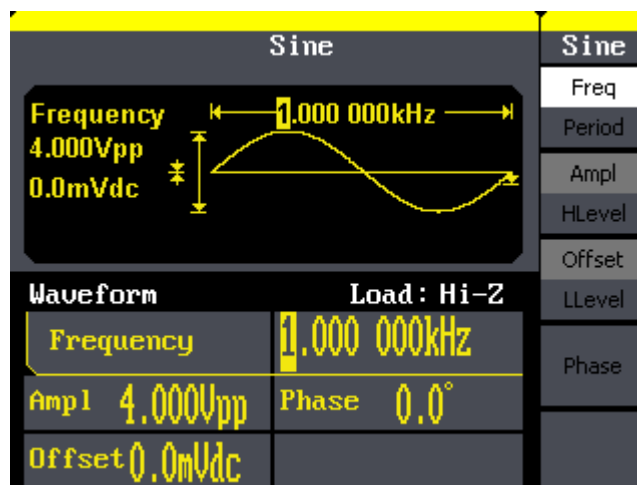 Sine
Frequency
1.000 000kHz
4.000Vpp
0.0mVdc
Waveform Load: Hi-Z
Frequency 1.000 000kHz
Ampl 4.000Vpp Phase 0.0°
Offset 0.0mVdc
Sine
Freq
Period
Ampl
HLevel
Offset
LLevel
Phase